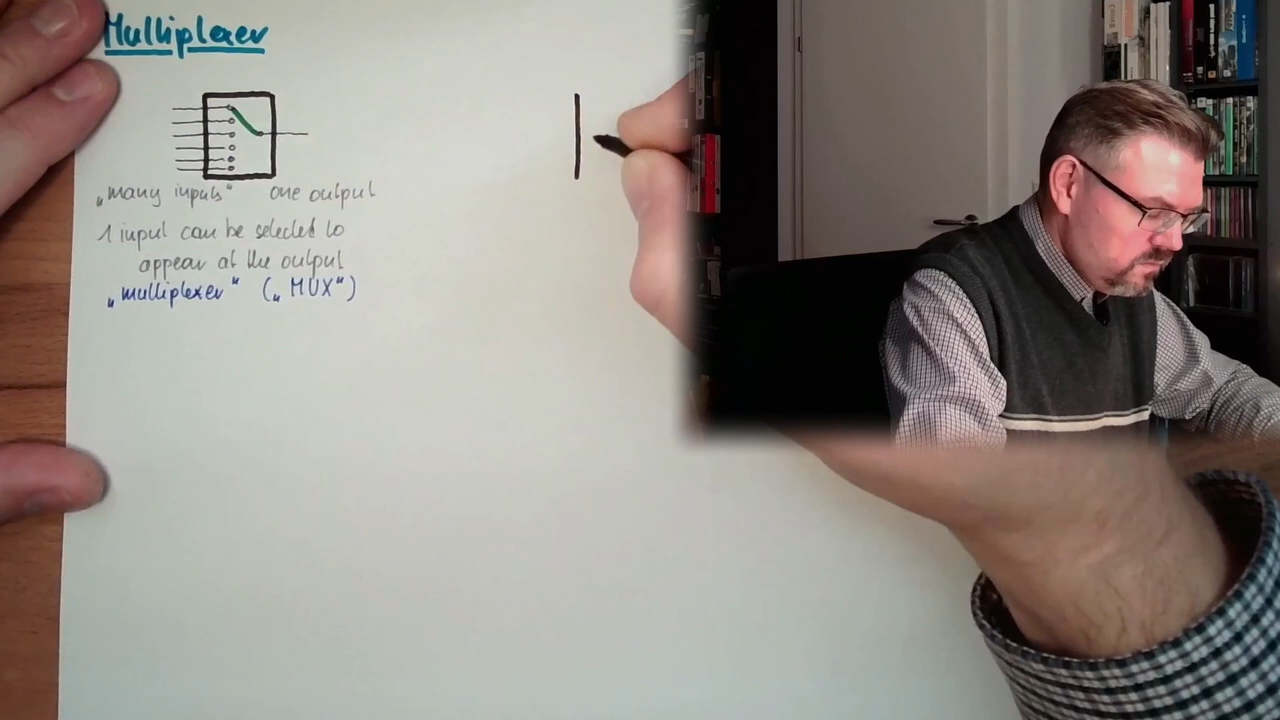 Multiplexer
„many inputs“ one output
1 input can be selected to
appear at the output
„multiplexer“ („MUX“)